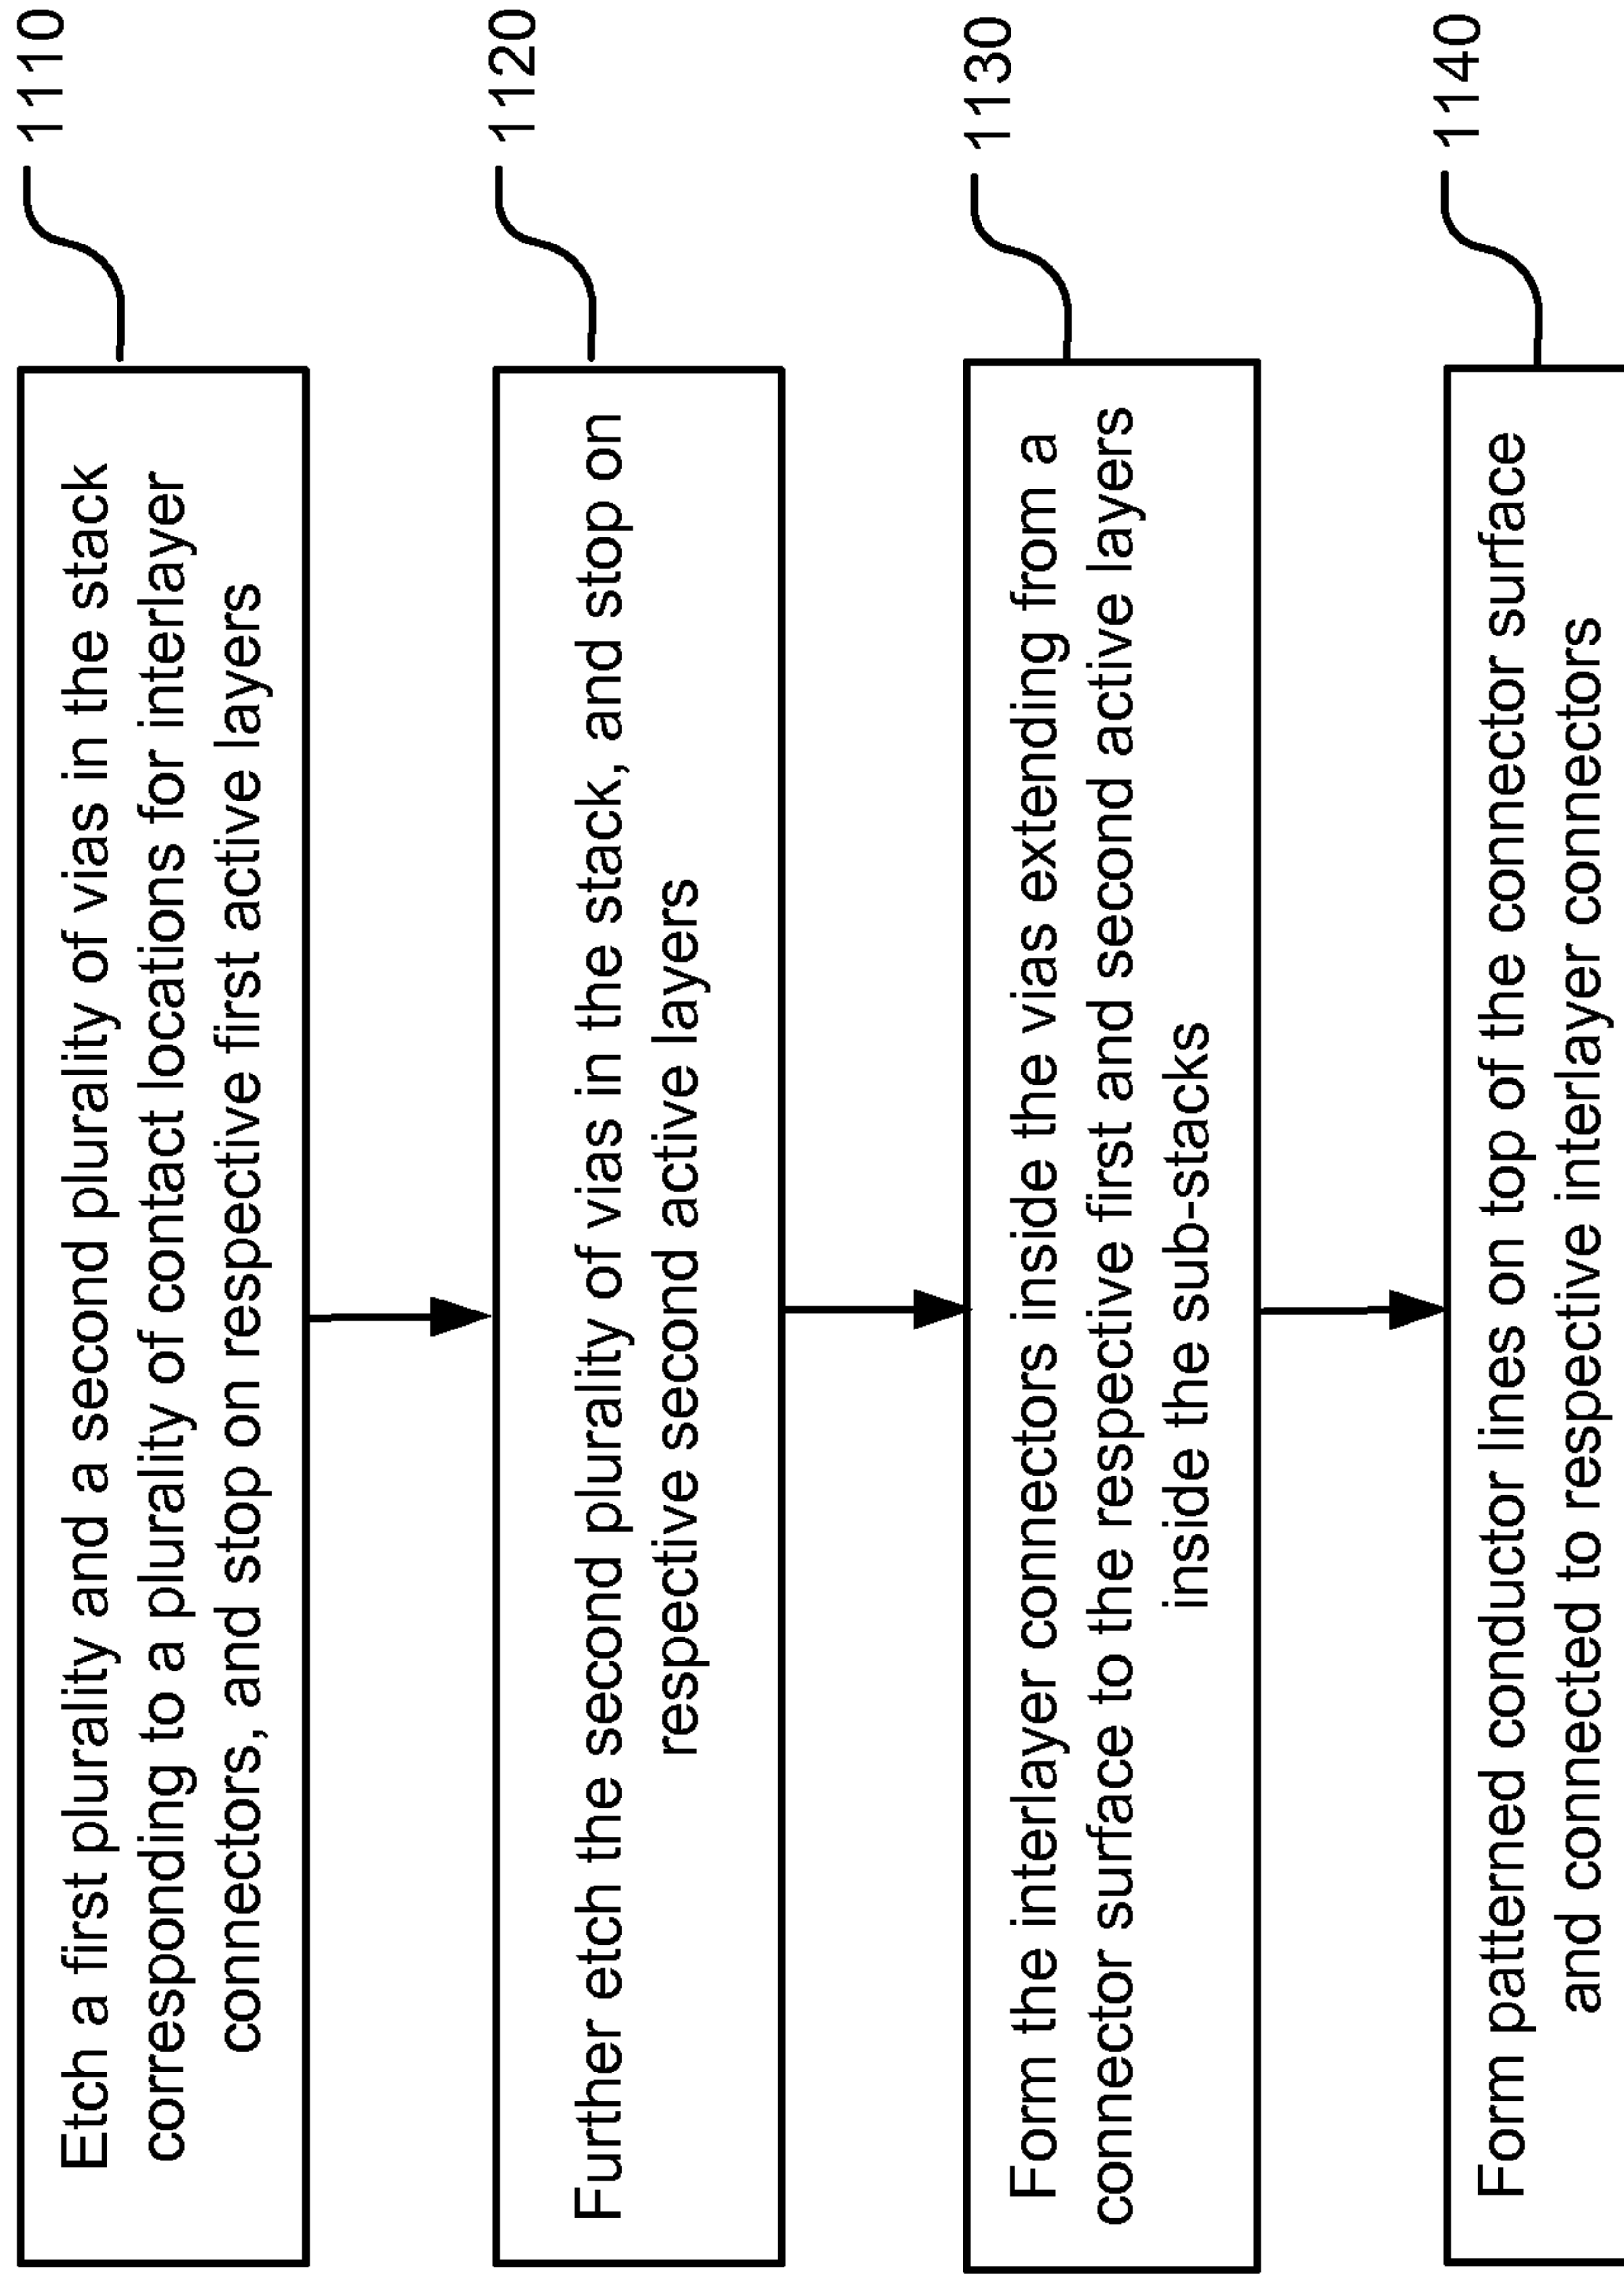 1110
Etch a first plurality and a second plurality of vias in the stack
corresponding to a plurality of contact locations for interlayer
connectors, and stop on respective first active layers
1120
Further etch the second plurality of vias in the stack, and stop on
respective second active layers
1130
Form the interlayer connectors inside the vias extending from a
connector surface to the respective first and second active layers
inside the sub-stacks
1140
Form patterned conductor lines on top of the connector surface
and connected to respective interlayer connectors